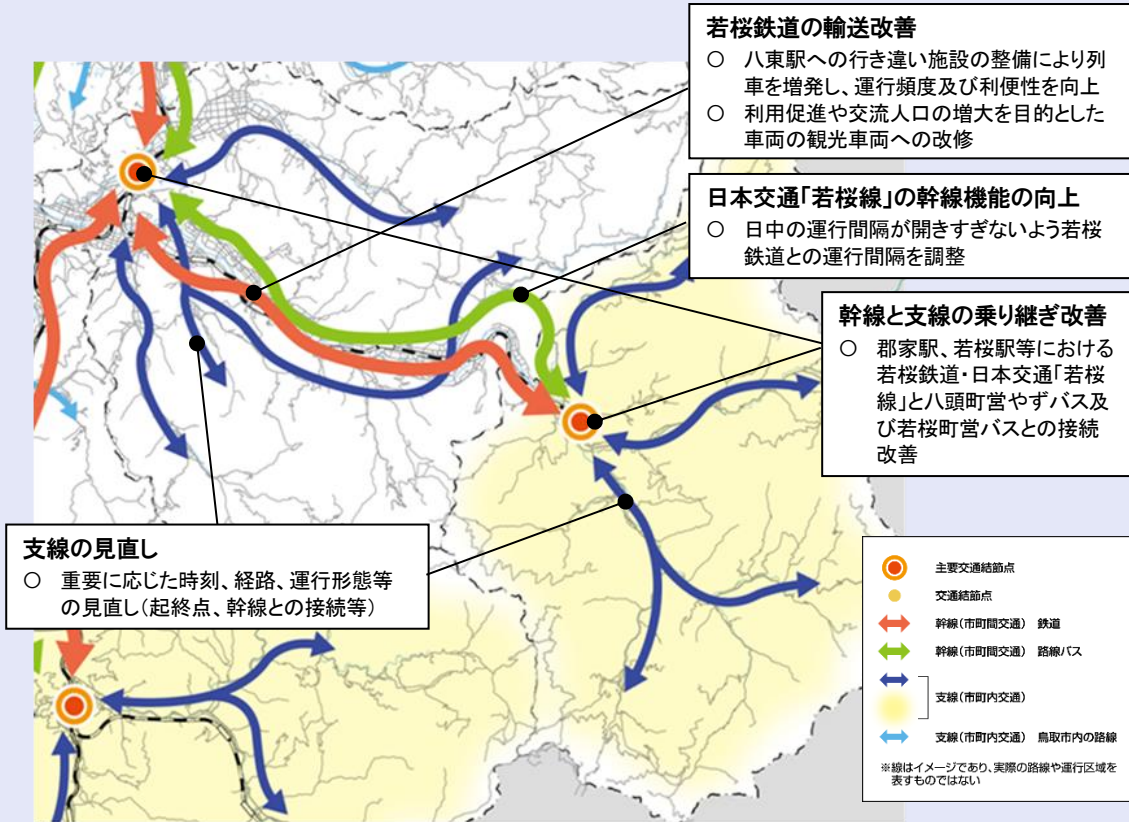 若桜鉄道の輸送改善
○ 八東駅への行き違い施設の整備により列
車を増発し、運行頻度及び利便性を向上
○ 利用促進や交流人口の増大を目的とした
車両の観光車両への改修
日本交通「若桜線」の幹線機能の向上
○ 日中の運行間隔が開きすぎないよう若桜
鉄道との運行間隔を調整
幹線と支線の乗り継ぎ改善
○ 郡家駅、若桜駅等における
若桜鉄道・日本交通「若桜
線」と八頭町営やずバス及
び若桜町営バスとの接続
改善
支線の見直し
○ 重要に応じた時刻、経路、運行形態等
の見直し(起終点、幹線との接続等)
主要交通結節点
交通結節点
幹線(市町間交通) 鉄道
幹線(市町間交通) 路線バス
支線(市町内交通)
支線(市町内交通) 鳥取市内の路線
※線はイメージであり、実際の路線や運行区域を
表すものではない